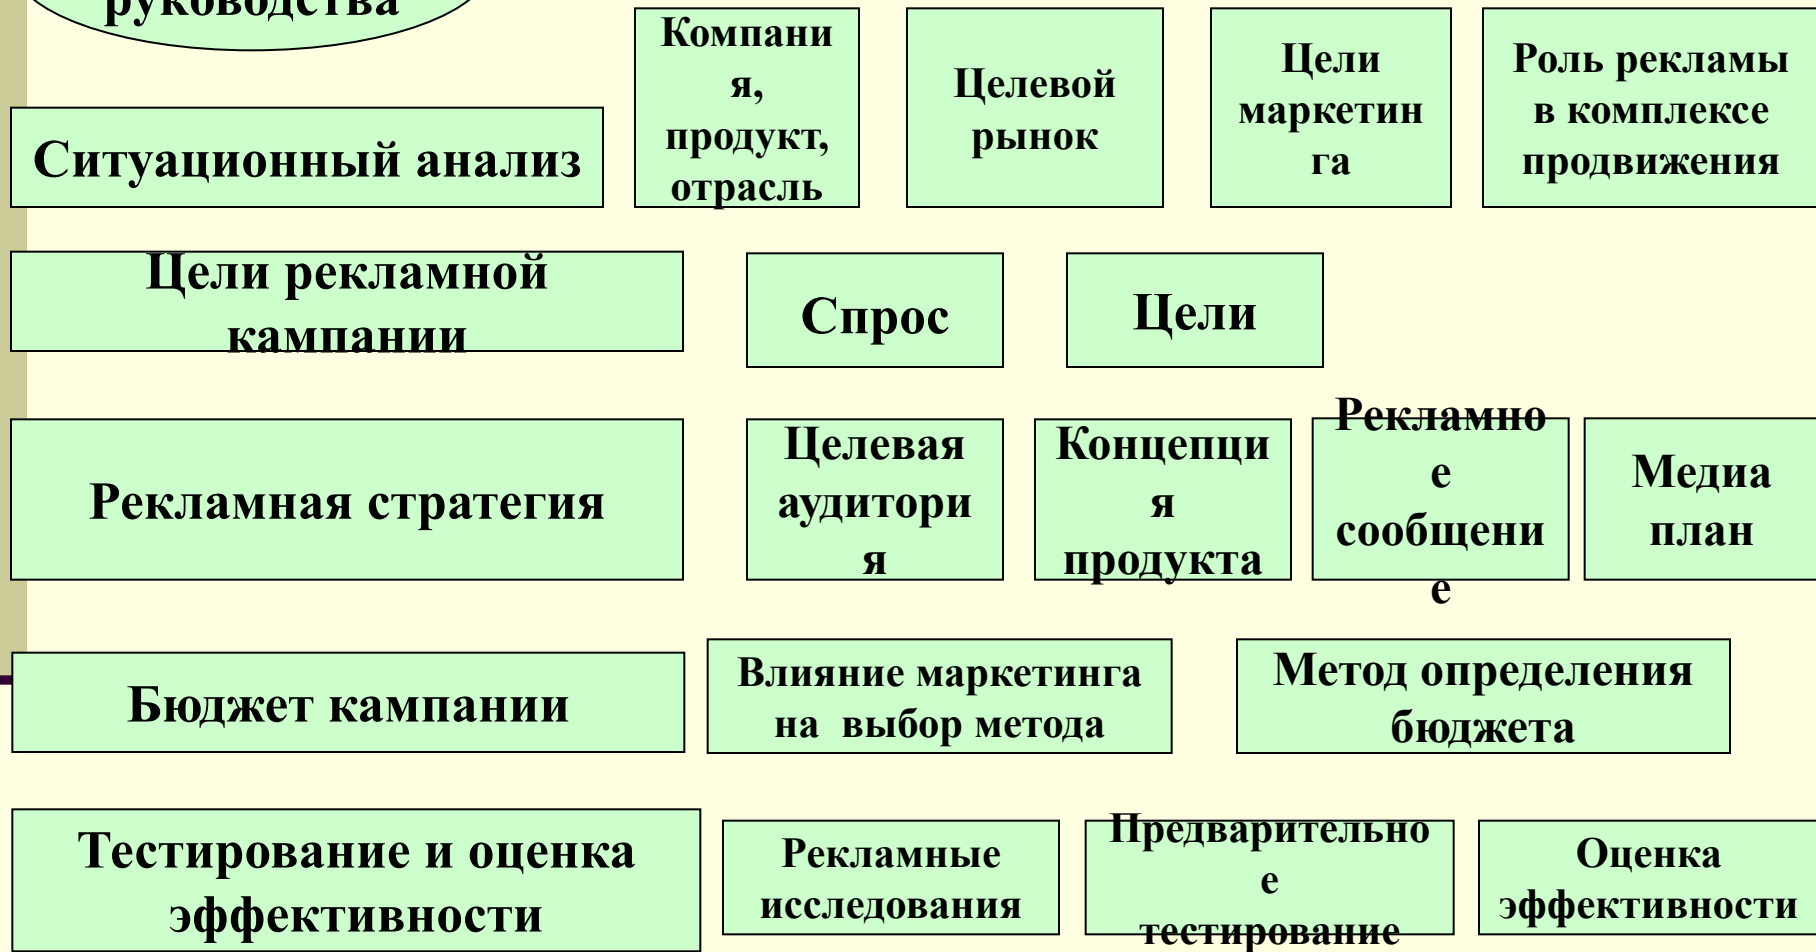 руководства
Компани
я,
продукт,
отрасль
Целевой
рынок
Цели
маркетин
га
Роль рекламы
в комплексе
продвижения
Ситуационный анализ
Цели рекламной
кампании
Спрос
Цели
Рекламная стратегия
Целевая
аудитори
я
Концепци
я
продукта
Рекламно
е
сообщени
е
Медиа
план
Бюджет кампании
Влияние маркетинга
на  выбор метода
Метод определения
бюджета
Тестирование и оценка
эффективности
Рекламные
исследования
Предварительно
е
тестирование
Оценка
эффективности